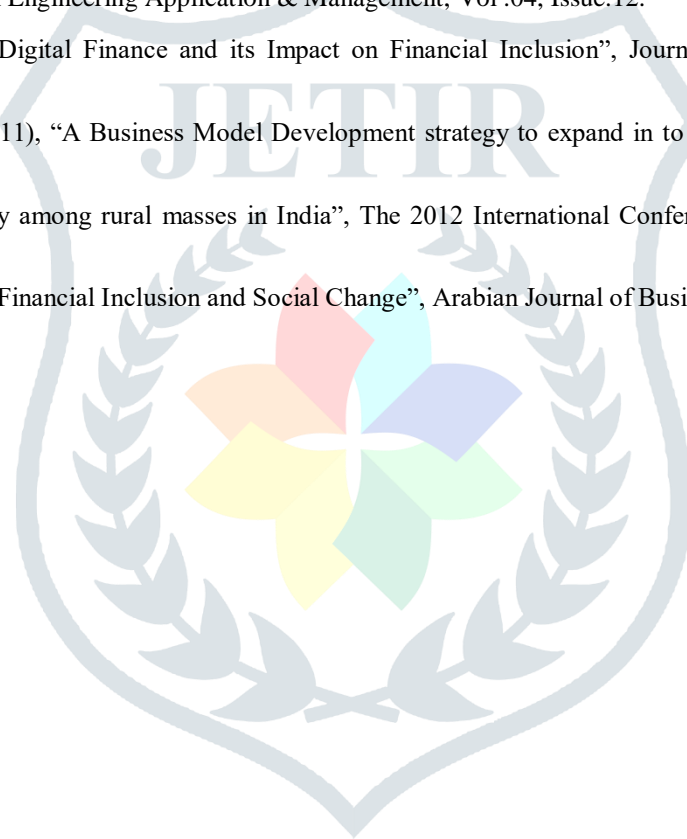 Engineering Application & Management, Vol .04, Issue.12.
Digital Finance and its Impact on Financial Inclusion”, Journ
11), “A Business Model Development strategy to expand in to
JETIR
y among rural masses in India”, The 2012 International Confer
Financial Inclusion and Social Change”, Arabian Journal of Busi